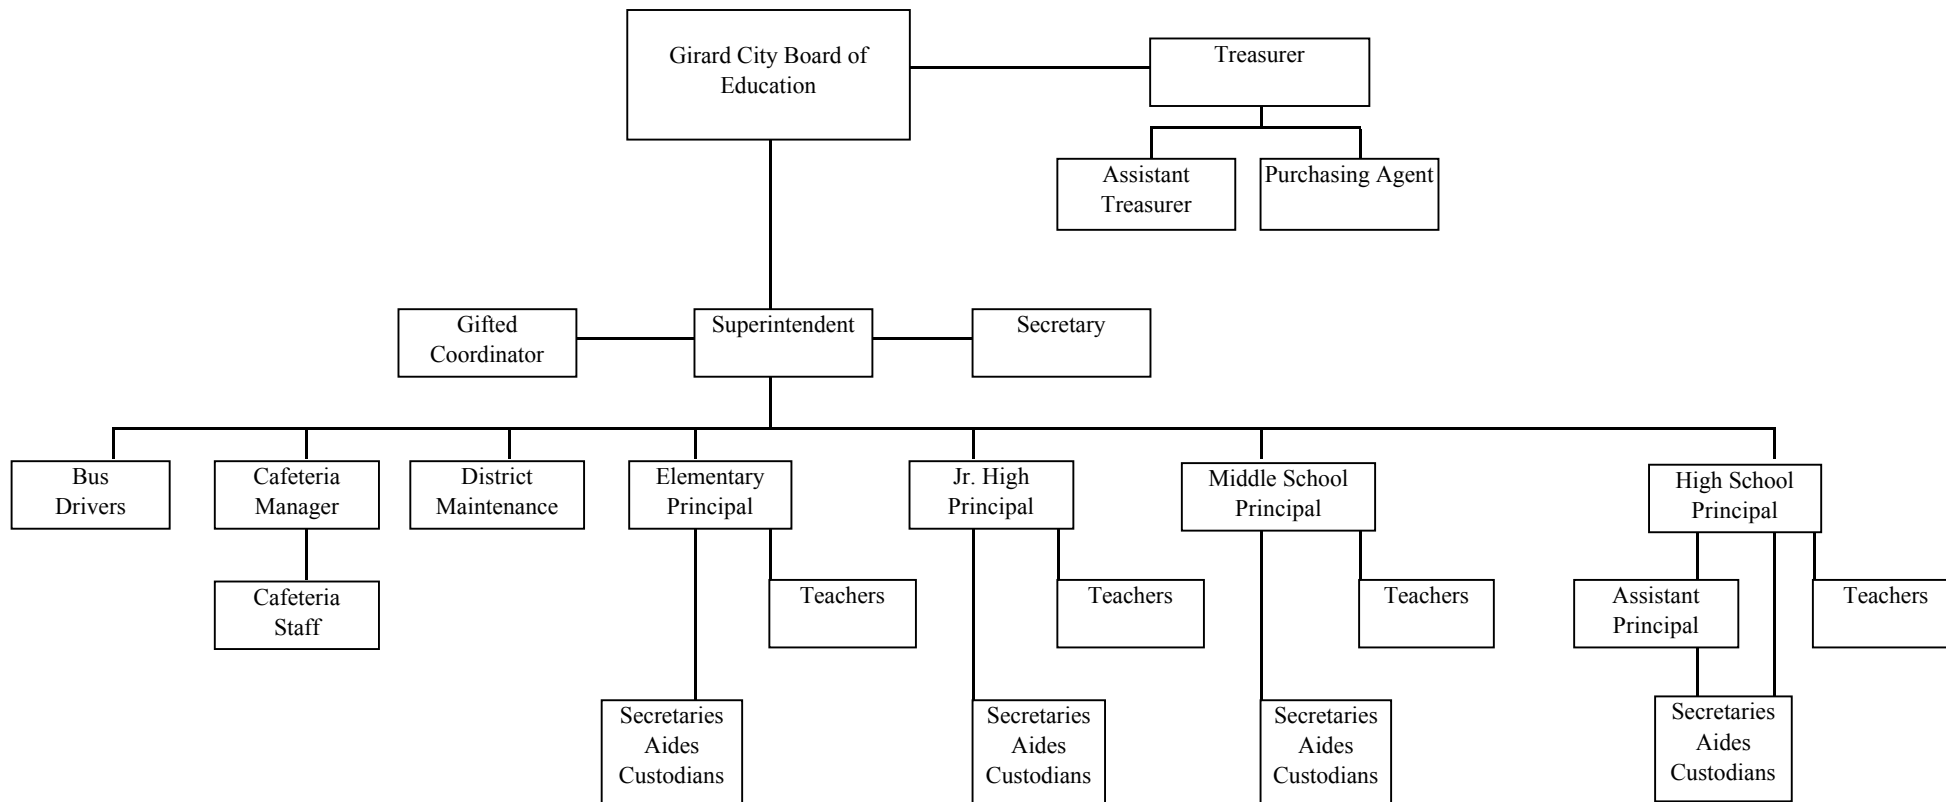 Girard City Board of
Education
Treasurer
Assistant
Treasurer
Purchasing Agent
Gifted
Coordinator
Superintendent
Secretary
Bus
Drivers
Cafeteria
Manager
District
Maintenance
Elementary
Principal
Jr. High
Principal
Middle School
Principal
High School
Principal
Cafeteria
Staff
Teachers
Teachers
Teachers
Assistant
Principal
Teachers
Secretaries
Aides
Custodians
Secretaries
Aides
Custodians
Secretaries
Aides
Custodians
Secretaries
Aides
Custodians